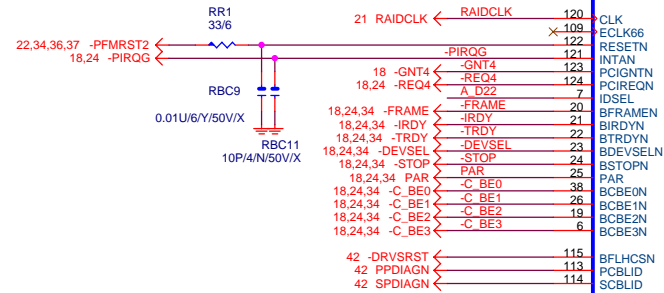 RR1
33/6
22,34,36,37 -PFMRST2
18,24 -PIRQG
RBC9
0.01U/6/Y/50V/X
RBC11
10P/4/N/50V/X
21 RAIDCLK RAIDCLK 120 CLK
109 ECLK66
122 RESETN
-PIRQG 121 INTAN
18 -GNT4 -GNT4 123 PCIGNTN
18,24 -REQ4 -REQ4 124 PCIREQN
A_D22 7 IDSEL
18,24,34 -FRAME -FRAME 20 BFRAMEN
18,24,34 -IRDY -IRDY 21 BIRDYN
18,24,34 -TRDY -TRDY 22 BTRDYN
18,24,34 -DEVSEL -DEVSEL 23 BDEVSELN
18,24,34 -STOP -STOP 24 BSTOPN
18,24,34 PAR PAR 25 PAR
18,24,34 -C_BE0 -C_BE0 38 BCBE0N
18,24,34 -C_BE1 -C_BE1 26 BCBE1N
18,24,34 -C_BE2 -C_BE2 19 BCBE2N
18,24,34 -C_BE3 -C_BE3 6 BCBE3N
42 -DRVSRST 115 BFLHCSN
42 PPDIAGN 113 PCBLID
42 SPDIAGN 114 SCBLID